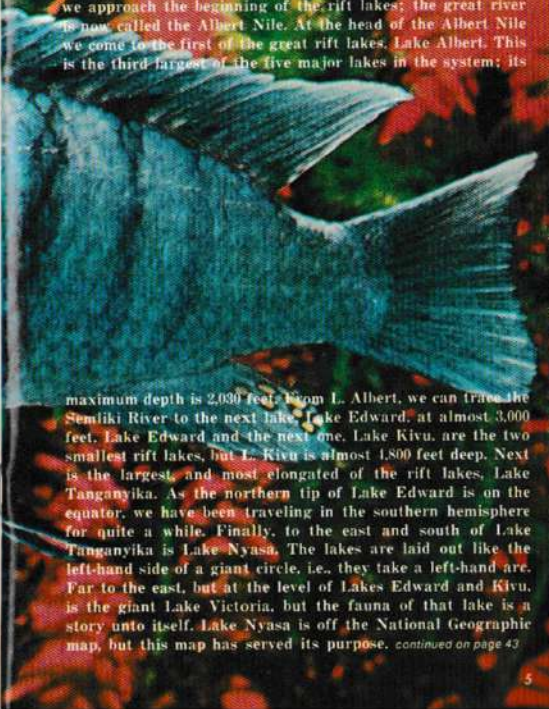 we approach the beginning of the rift lakes; the great river
is now called the Albert Nile. At the head of the Albert Nile
we come to the first of the great rift lakes, Lake Albert. This
is the third largest of the five major lakes in the system; its
maximum depth is 2,030 feet. From L. Albert, we can trace the
Semliki River to the next lake, Lake Edward, at almost 3,000
feet. Lake Edward and the next one, Lake Kivu, are the two
smallest rift lakes, but L. Kivu is almost 1,800 feet deep. Next
is the largest, and most elongated of the rift lakes, Lake
Tanganyika. As the northern tip of Lake Edward is on the
equator, we have been traveling in the southern hemisphere
for quite a while. Finally, to the east and south of Lake
Tanganyika is Lake Nyasa. The lakes are laid out like the
left-hand side of a giant circle, i.e., they take a left-hand arc.
Far to the east, but at the level of Lakes Edward and Kivu,
is the giant Lake Victoria, but the fauna of that lake is a
story unto itself. Lake Nyasa is off the National Geographic
map, but this map has served its purpose. continued on page 43
5